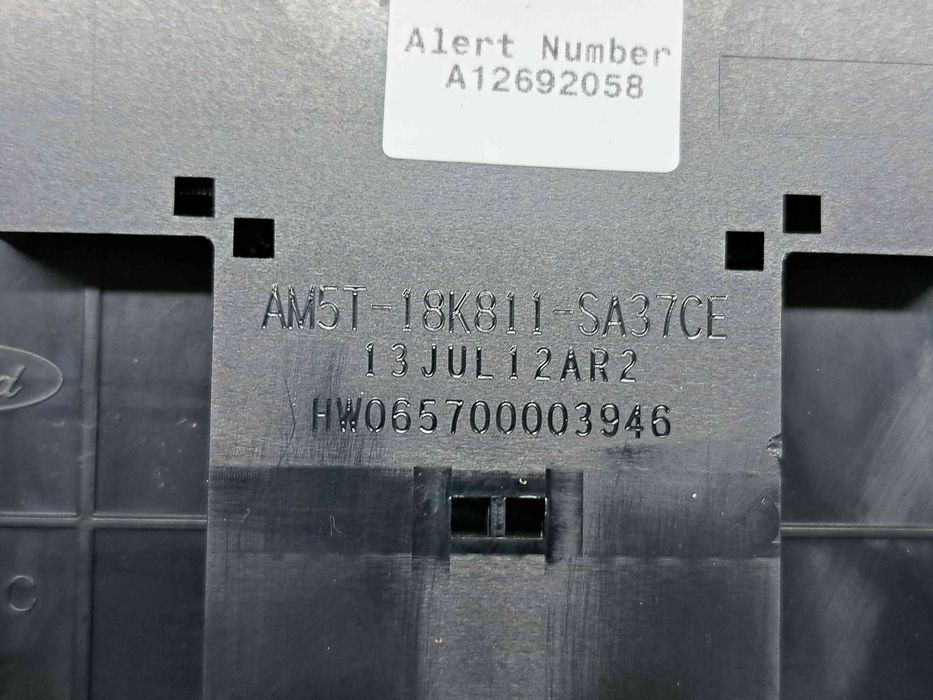 Alert Number
A12692058
AM5T-18K811-SA37CE
13JUL12AR2
HW065700003946
C